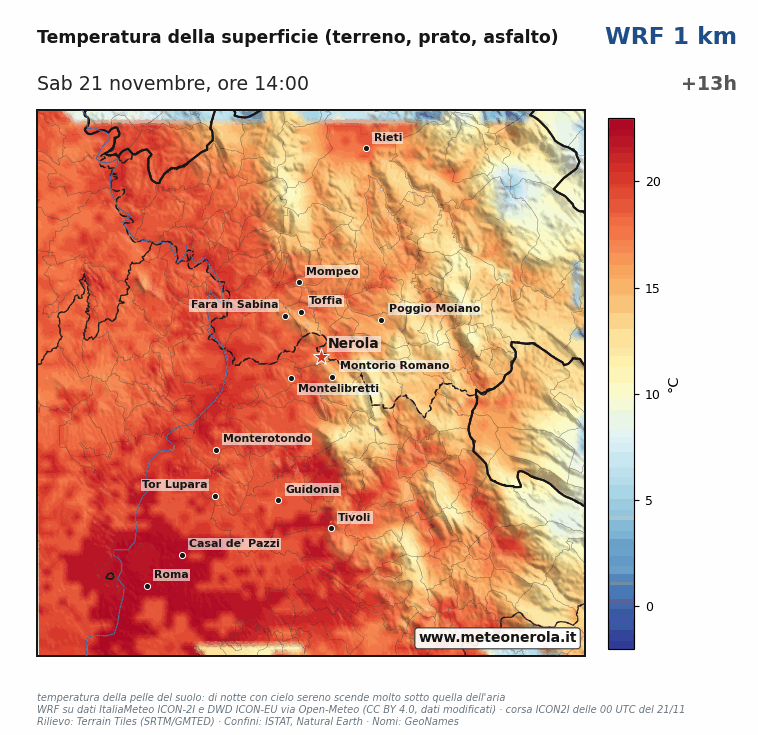 Temperatura della superficie (terreno, prato, asfalto)
WRF 1 km
Sab 21 novembre, ore 14:00
+13h
Rieti
Mompeo
Fara in Sabina
Toffia
Poggio Moiano
Nerola
Montorio Romano
Montelibretti
Monterotondo
Tor Lupara
Guidonia
Tivoli
Casal de' Pazzi
Roma
www.meteonerola.it
20
15
10
5
0
°C
temperatura della pelle del suolo: di notte con cielo sereno scende molto sotto quella dell'aria
WRF su dati ItaliaMeteo ICON-2I e DWD ICON-EU via Open-Meteo (CC BY 4.0, dati modificati) · corsa ICON2I delle 00 UTC del 21/11
Rilievo: Terrain Tiles (SRTM/GMTED) · Confini: ISTAT, Natural Earth · Nomi: GeoNames